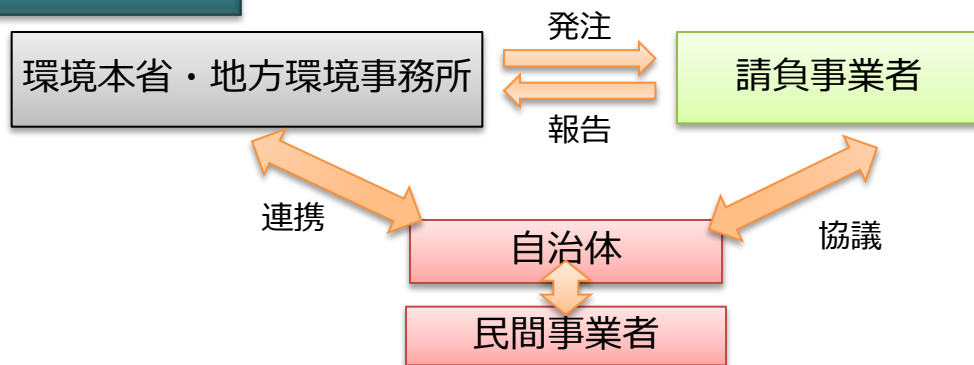 発注
環境本省・地方環境事務所
請負事業者
報告
連携
自治体
協議
民間事業者